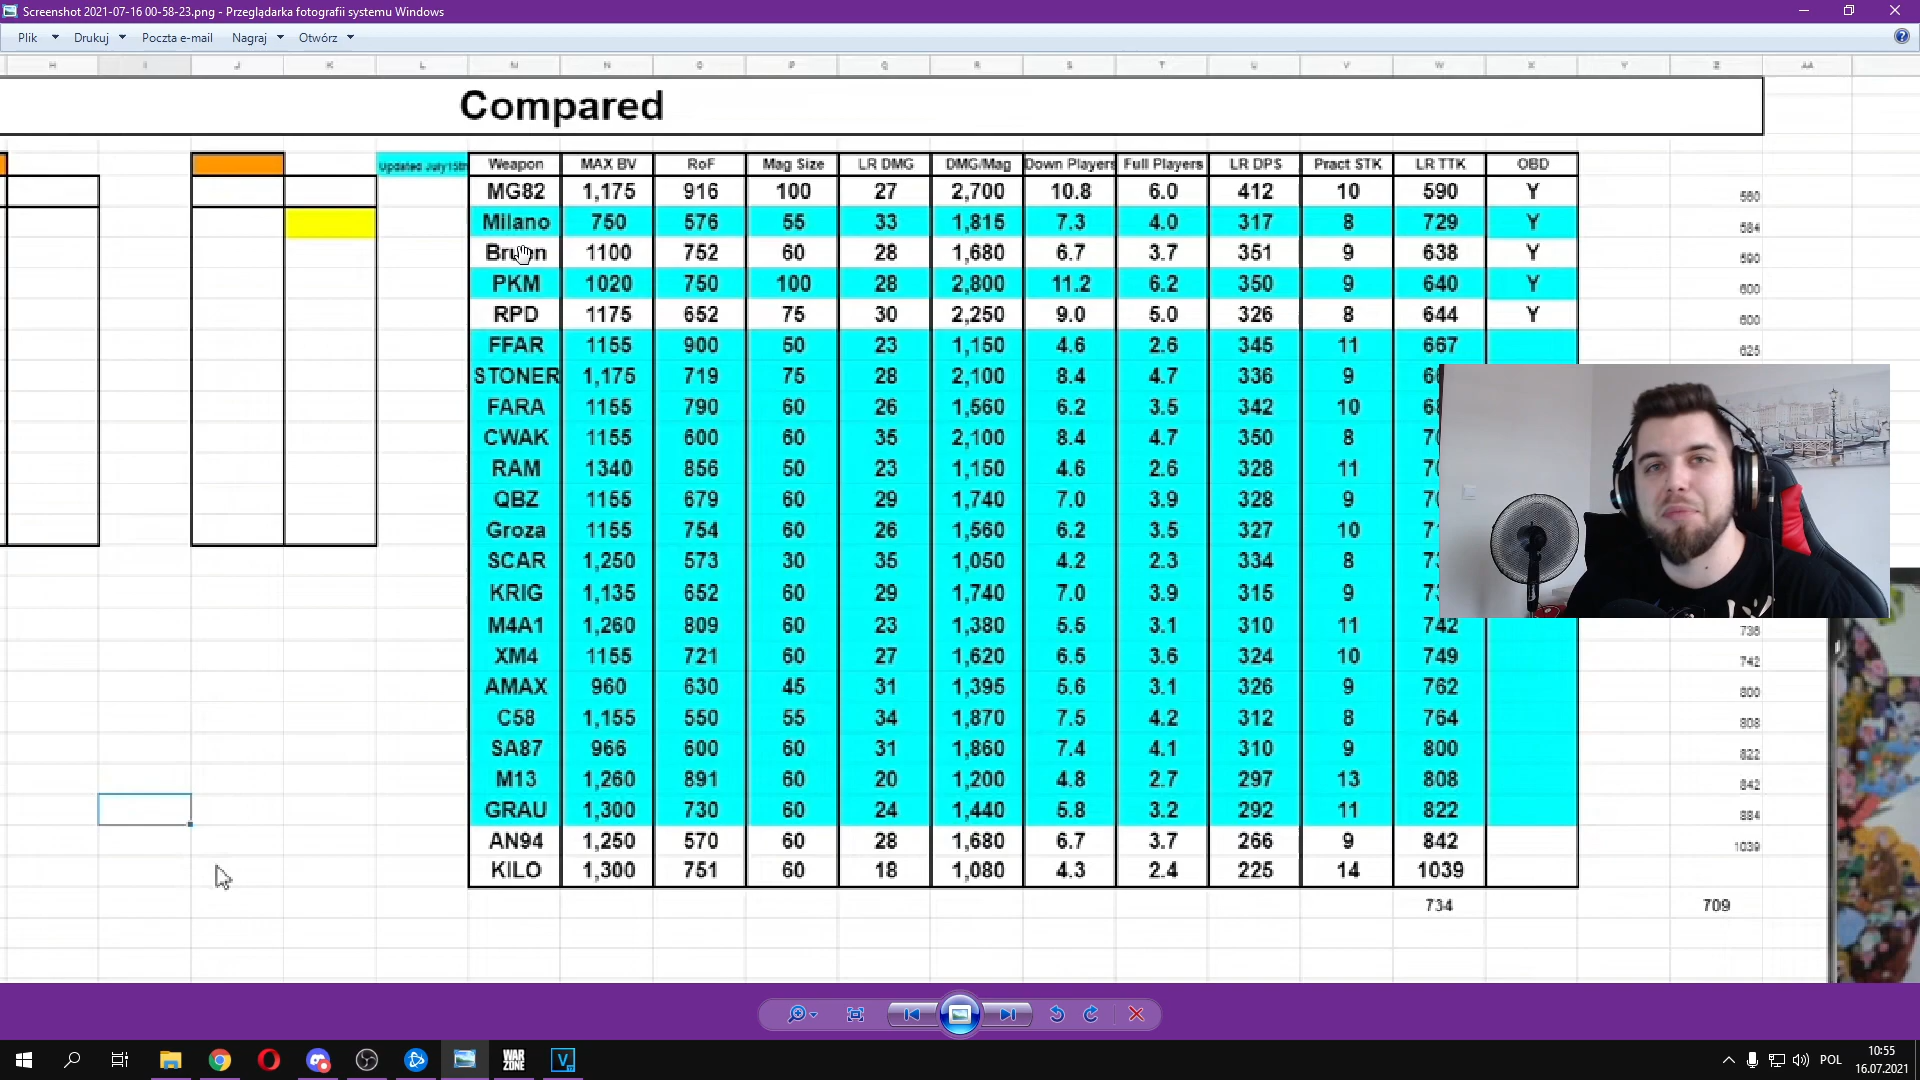 Screenshot 2021-07-16 00-58-23.png - Przeglądarka fotografii systemu Windows
Plik Drukuj Poczta e-mail Nagraj Otwórz
H I J K L M N O P Q R S T U V W X Y Z AA
Compared
Updated July15th Weapon MAX BV RoF Mag Size LR DMG DMG/Mag Down Players Full Players LR DPS Pract STK LR TTK OBD
MG82 1,175 916 100 27 2,700 10.8 6.0 412 10 590 Y 560
Milano 750 576 55 33 1,815 7.3 4.0 317 8 729 Y 584
1100 752 60 28 1,680 6.7 3.7 351 9 638 Y 590
PKM 1020 750 100 28 2,800 11.2 6.2 350 9 640 Y 600
RPD 1175 652 75 30 2,250 9.0 5.0 326 8 644 Y 600
FFAR 1155 900 50 23 1,150 4.6 2.6 345 11 667 625
STONER 1,175 719 75 28 2,100 8.4 4.7 336 9
FARA 1155 790 60 26 1,560 6.2 3.5 342 10
CWAK 1155 600 60 35 2,100 8.4 4.7 350 8
RAM 1340 856 50 23 1,150 4.6 2.6 328 11
QBZ 1155 679 60 29 1,740 7.0 3.9 328 9
Groza 1155 754 60 26 1,560 6.2 3.5 327 10
SCAR 1,250 573 30 35 1,050 4.2 2.3 334 8
KRIG 1,135 652 60 29 1,740 7.0 3.9 315 9
M4A1 1,260 809 60 23 1,380 5.5 3.1 310 11 742 738
XM4 1155 721 60 27 1,620 6.5 3.6 324 10 749 742
AMAX 960 630 45 31 1,395 5.6 3.1 326 9 762 800
C58 1,155 550 55 34 1,870 7.5 4.2 312 8 764 808
SA87 966 600 60 31 1,860 7.4 4.1 310 9 800 822
M13 1,260 891 60 20 1,200 4.8 2.7 297 13 808 842
GRAU 1,300 730 60 24 1,440 5.8 3.2 292 11 822 884
AN94 1,250 570 60 28 1,680 6.7 3.7 266 9 842 1039
KILO 1,300 751 60 18 1,080 4.3 2.4 225 14 1039
734 709
WAR ZONE V POL 10:55
16.07.2021